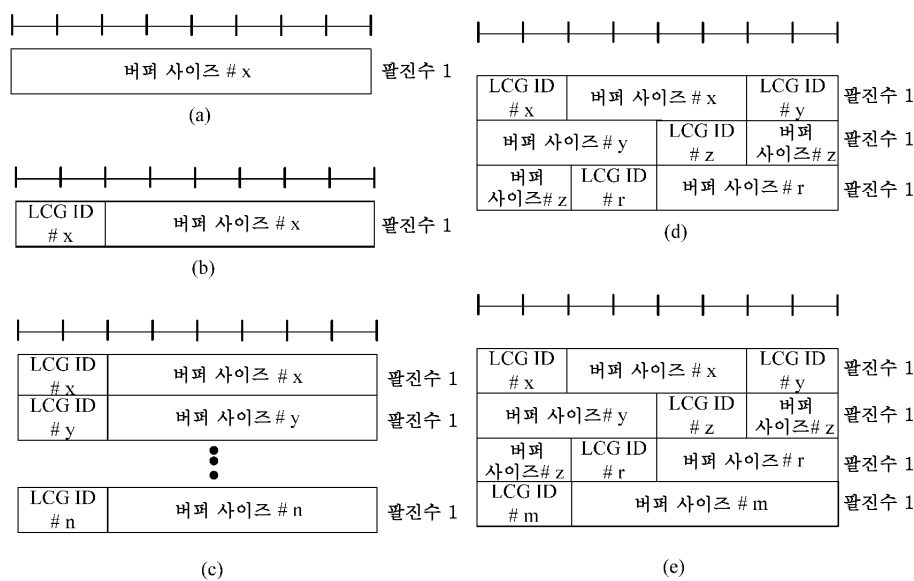 버퍼 사이즈 # x
팔진수 1
(a)
LCG ID
# x
버퍼 사이즈 # x
팔진수 1
(b)
LCG ID
# x
버퍼 사이즈 # x
팔진수 1
LCG ID
# y
버퍼 사이즈 # y
팔진수 1
LCG ID
# n
버퍼 사이즈 # n
팔진수 1
(c)
LCG ID
# x
버퍼 사이즈 # x
LCG ID
# y
팔진수 1
버퍼 사이즈 # y
LCG ID
# z
버퍼
사이즈# z
팔진수 1
버퍼
사이즈# z
LCG ID
# r
버퍼 사이즈 # r
팔진수 1
(d)
LCG ID
# x
버퍼 사이즈 # x
LCG ID
# y
팔진수 1
버퍼 사이즈# y
LCG ID
# z
버퍼
사이즈# z
팔진수 1
버퍼
사이즈# z
LCG ID
# r
버퍼 사이즈# r
팔진수 1
LCG ID
# m
버퍼 사이즈 # m
팔진수 1
(e)